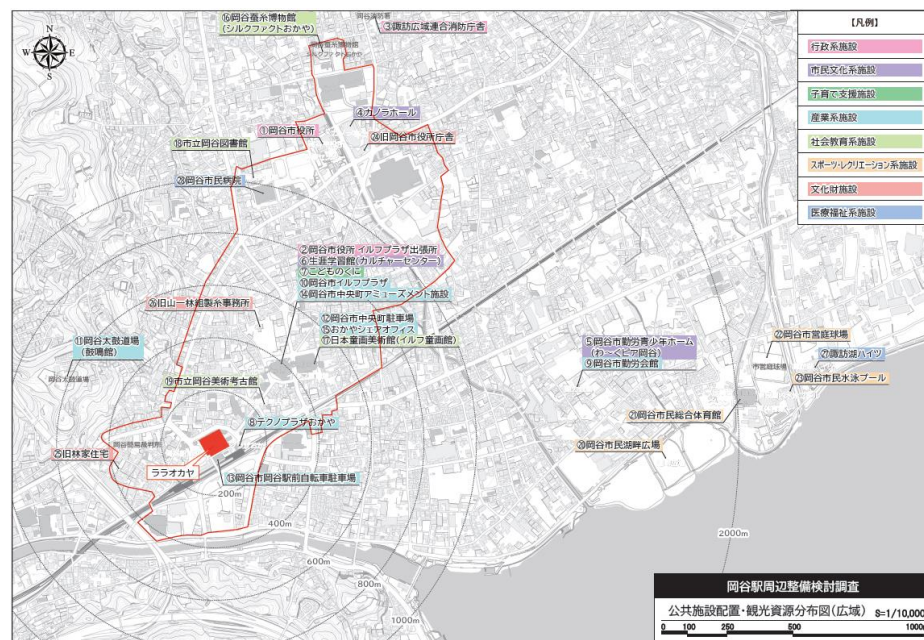 ⑯岡谷蚕糸博物館
(シルクファクトおかや)
岡谷消防署
③諏訪広域連合消防庁舎
N
W
E
S
【凡例】
行政系施設
市民文化系施設
子育て支援施設
産業系施設
社会教育系施設
スポーツ・レクリエーション系施設
文化財施設
医療福祉系施設
④カノラホール
①岡谷市役所
㉔旧岡谷市役所庁舎
⑱市立岡谷図書館
㉘岡谷市民病院
②岡谷市役所 イルフプラザ出張所
⑥生涯学習館(カルチャーセンター)
⑦こどものくに
⑩岡谷市イルフプラザ
⑭岡谷市中央町アミューズメント施設
㉖旧山一林組製糸事務所
⑫岡谷市中央町駐車場
⑮おかやシェアオフィス
⑰日本童画美術館(イルフ童画館)
⑪岡谷太鼓道場
(鼓鳴館)
岡谷太鼓道場
⑤岡谷市勤労青少年ホーム
(わ〜くピア岡谷)
⑨岡谷市勤労会館
㉒岡谷市営庭球場
市営庭球場
諏訪湖ハイツ
㉓岡谷市民水泳プール
⑲市立岡谷美術考古館
㉑岡谷市民総合体育館
⑧テクノプラザおかや
⑳岡谷市民湖畔広場
㉕旧林家住宅
ララオカヤ
⑬岡谷市岡谷駅前自転車駐車場
200m
400m
600m
800m
1000m
2000m
岡谷駅周辺整備検討調査
公共施設配置・観光資源分布図(広域) S=1/10,000
0 100 250 500 1000